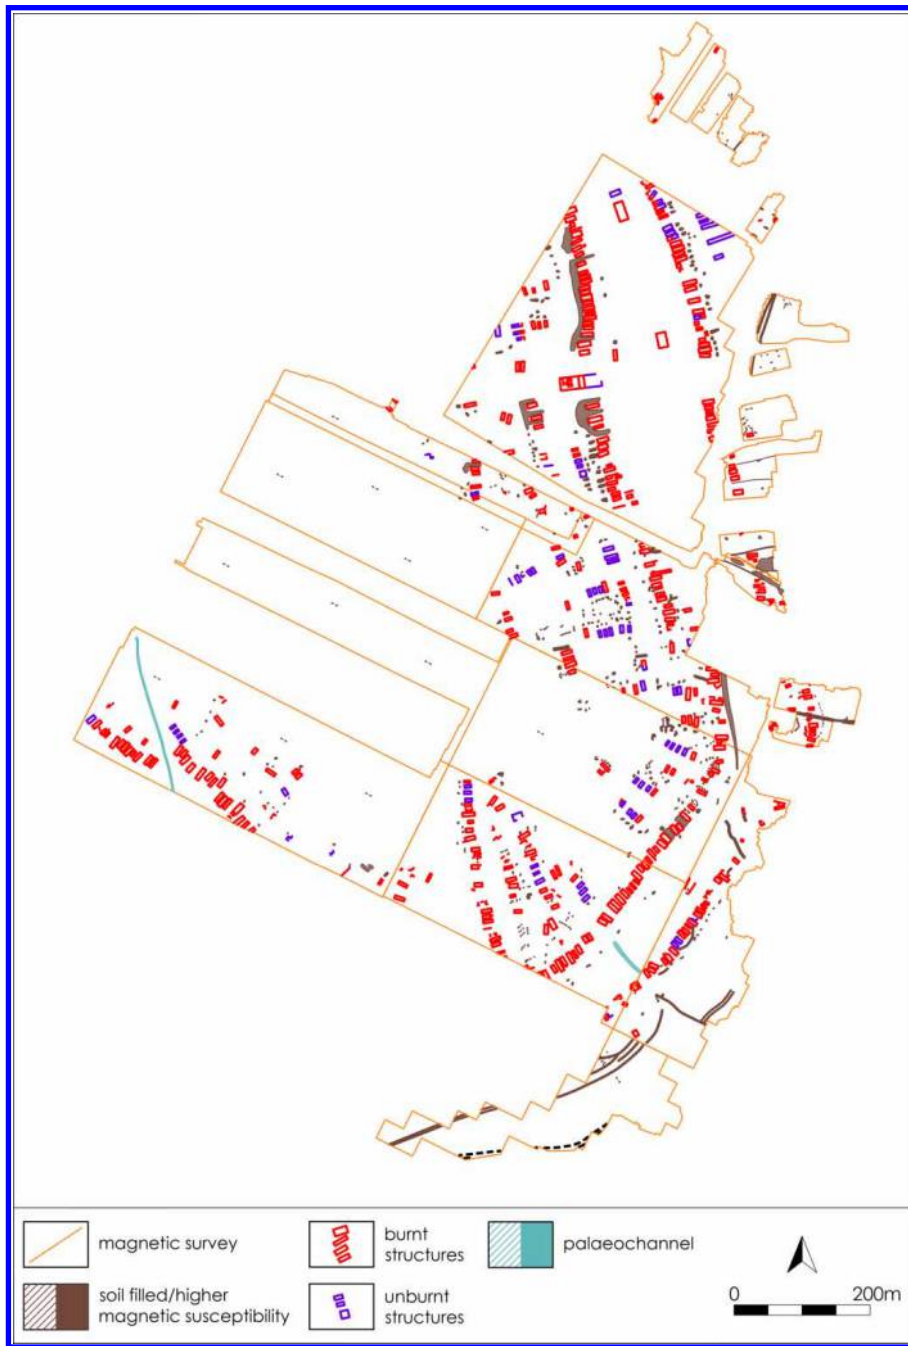 magnetic survey
burnt
structures
palaeochannel
soil filled/higher
magnetic susceptibility
unburnt
structures
0 200m